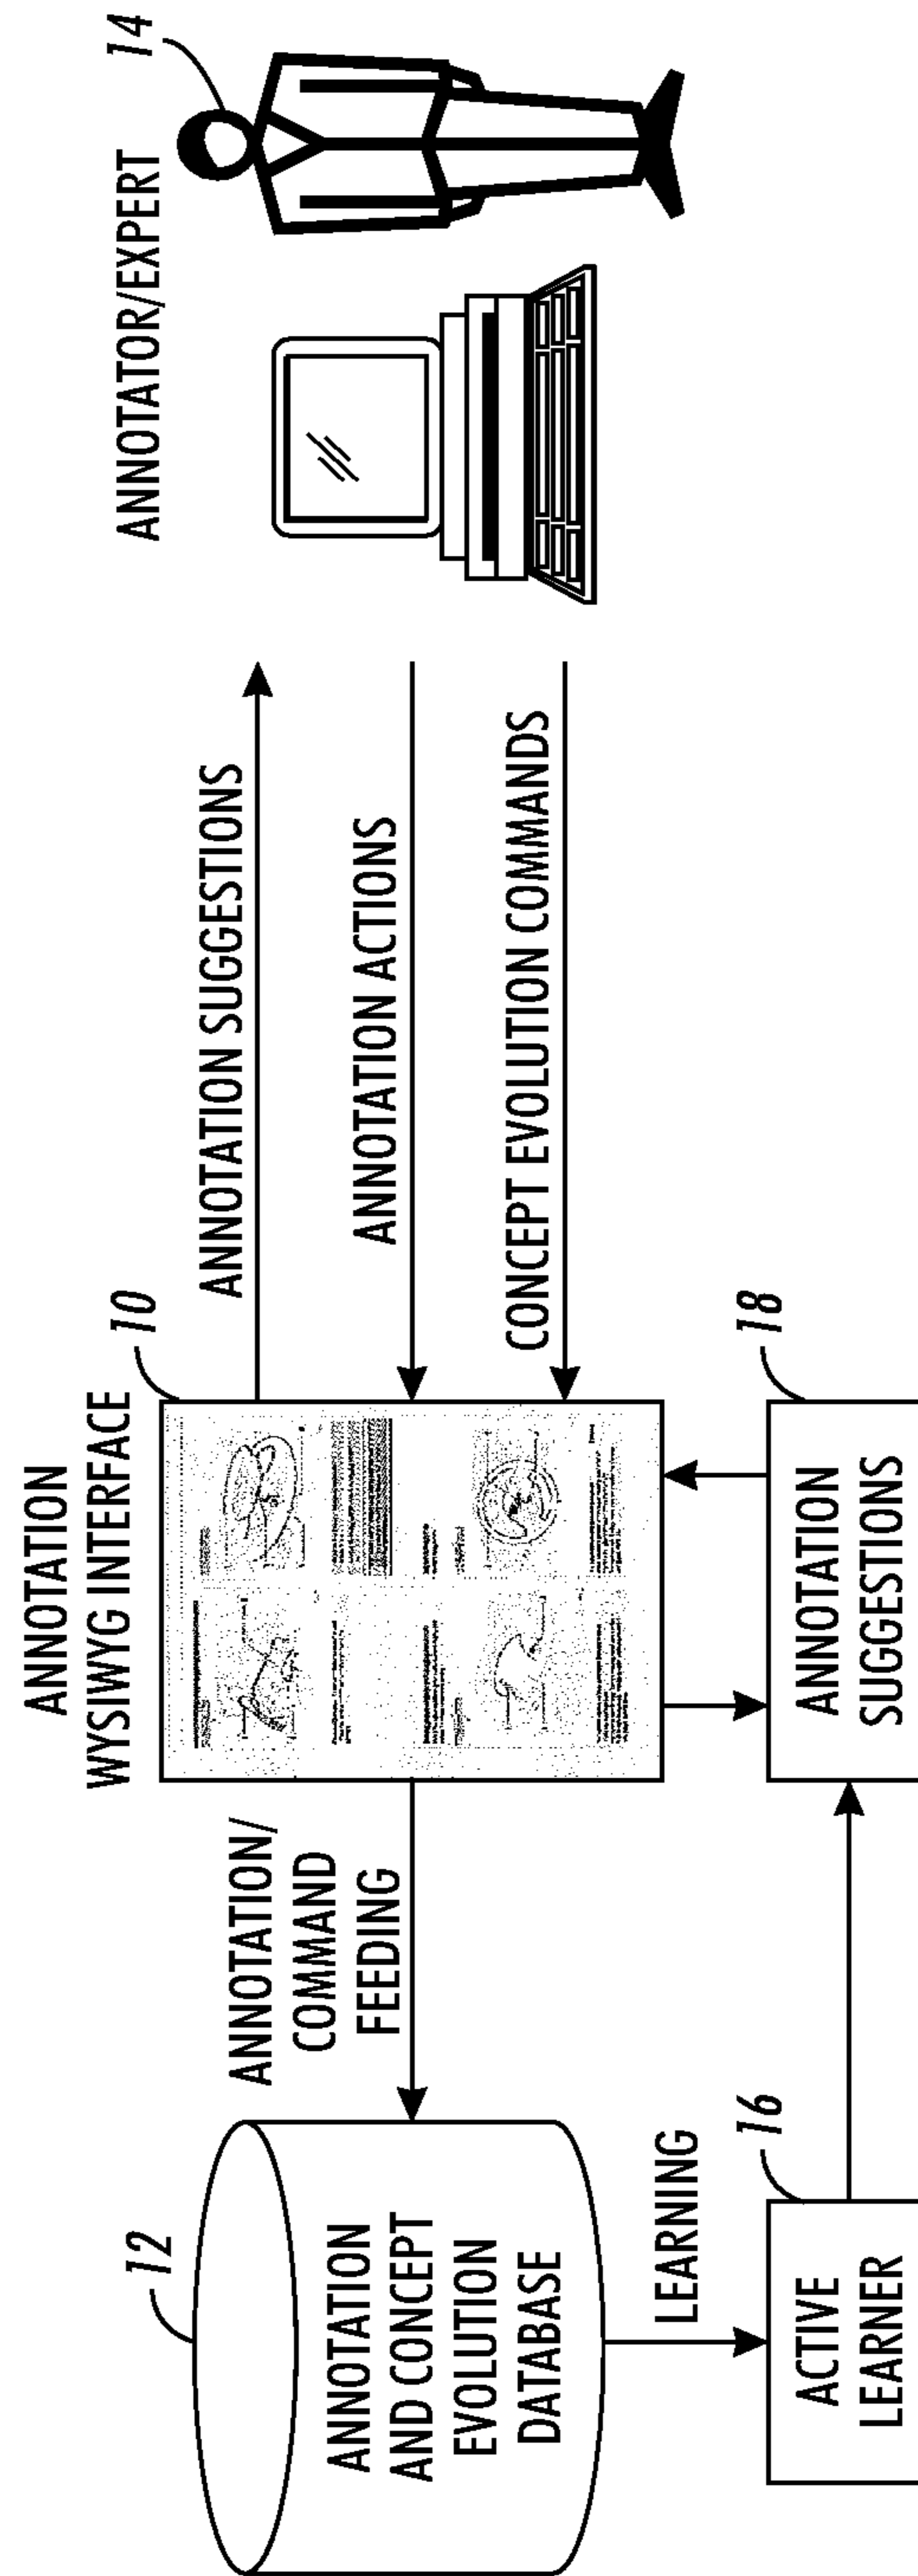 12
ANNOTATION
AND CONCEPT
EVOLUTION
DATABASE
ANNOTATION/
COMMAND
FEEDING
ANNOTATION
WYSIWYG INTERFACE
10
ANNOTATION SUGGESTIONS
ANNOTATION ACTIONS
CONCEPT EVOLUTION COMMANDS
ANNOTATOR/EXPERT
14
LEARNING
16
ACTIVE
LEARNER
18
ANNOTATION
SUGGESTIONS